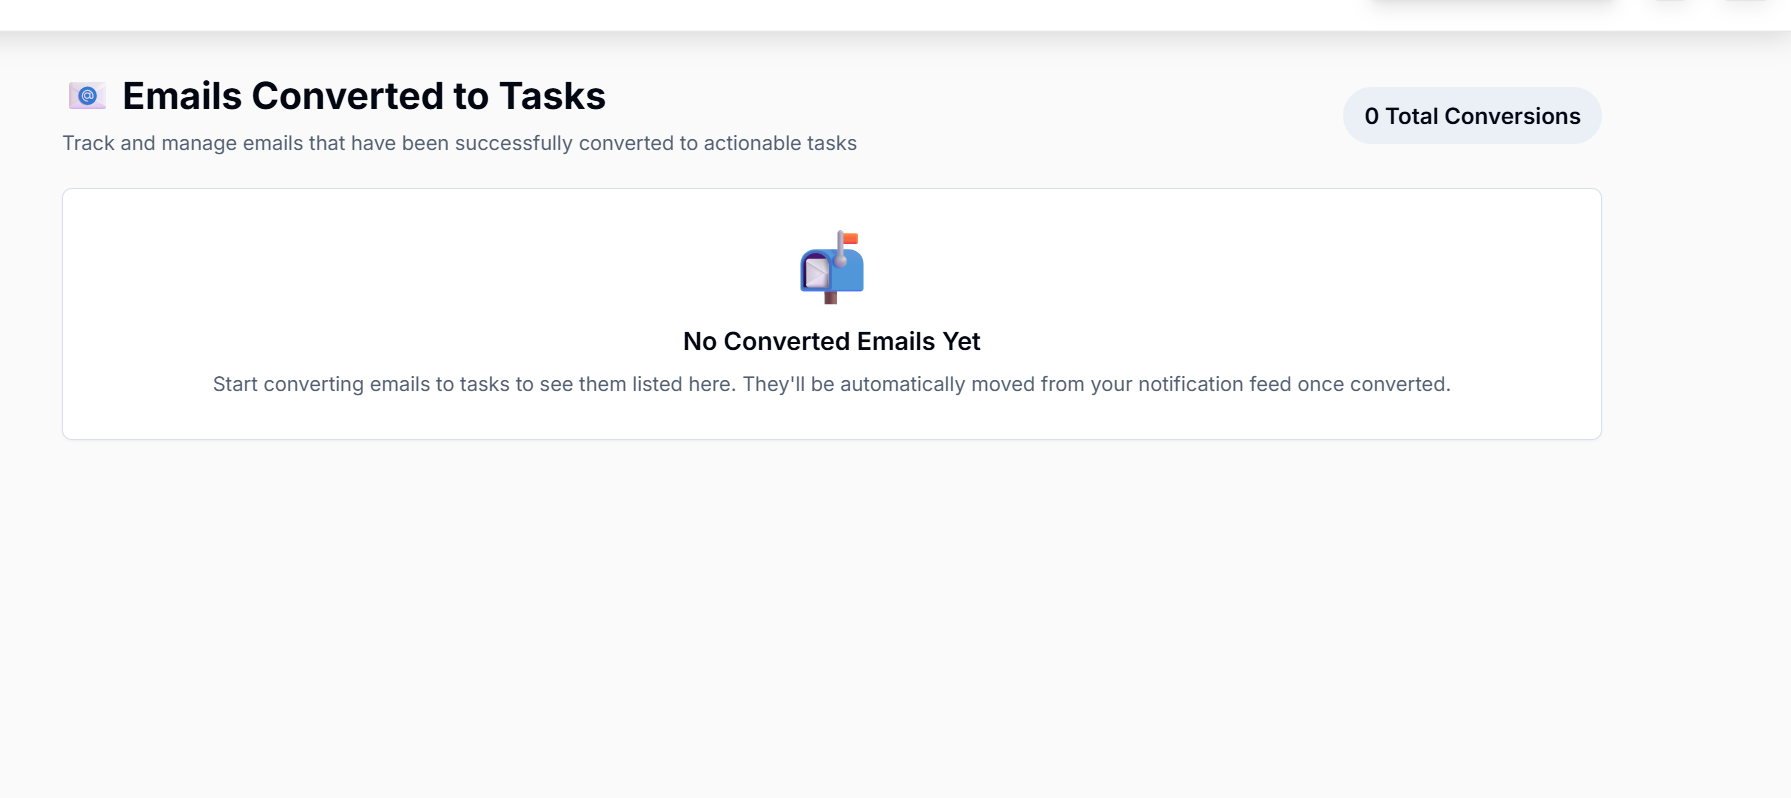 Emails Converted to Tasks
Track and manage emails that have been successfully converted to actionable tasks
0 Total Conversions
No Converted Emails Yet
Start converting emails to tasks to see them listed here. They'll be automatically moved from your notification feed once converted.